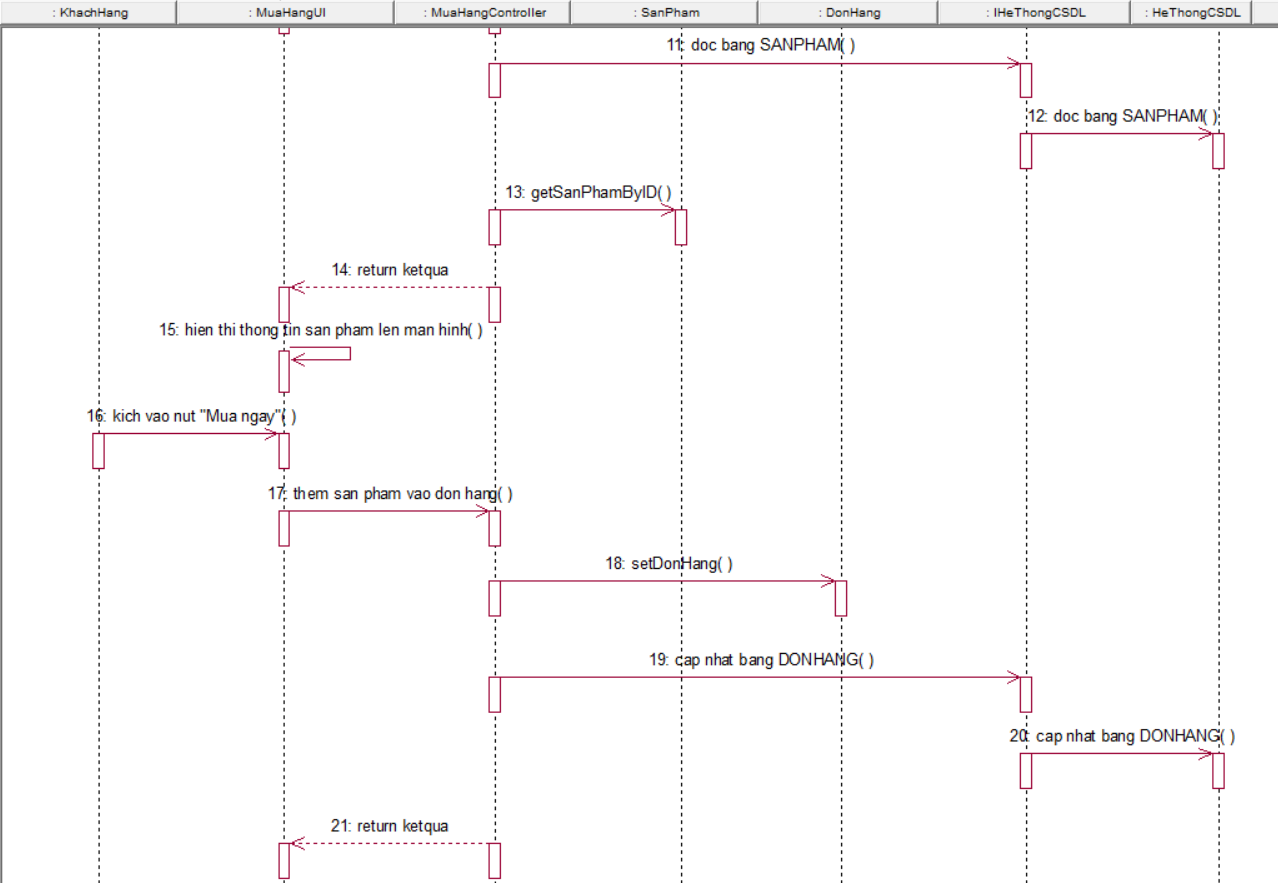 : KhachHang
: MuaHangUI
: MuaHangController
: SanPham
: DonHang
: IHeThongCSDL
: HeThongCSDL
11: doc bang SANPHAM( )
12: doc bang SANPHAM( )
13: getSanPhamByID( )
14: return ketqua
15: hien thi thong tin san pham len man hinh( )
16: kich vao nut "Mua ngay"( )
17: them san pham vao don hang( )
18: setDonHang( )
19: cap nhat bang DONHANG( )
20: cap nhat bang DONHANG( )
21: return ketqua